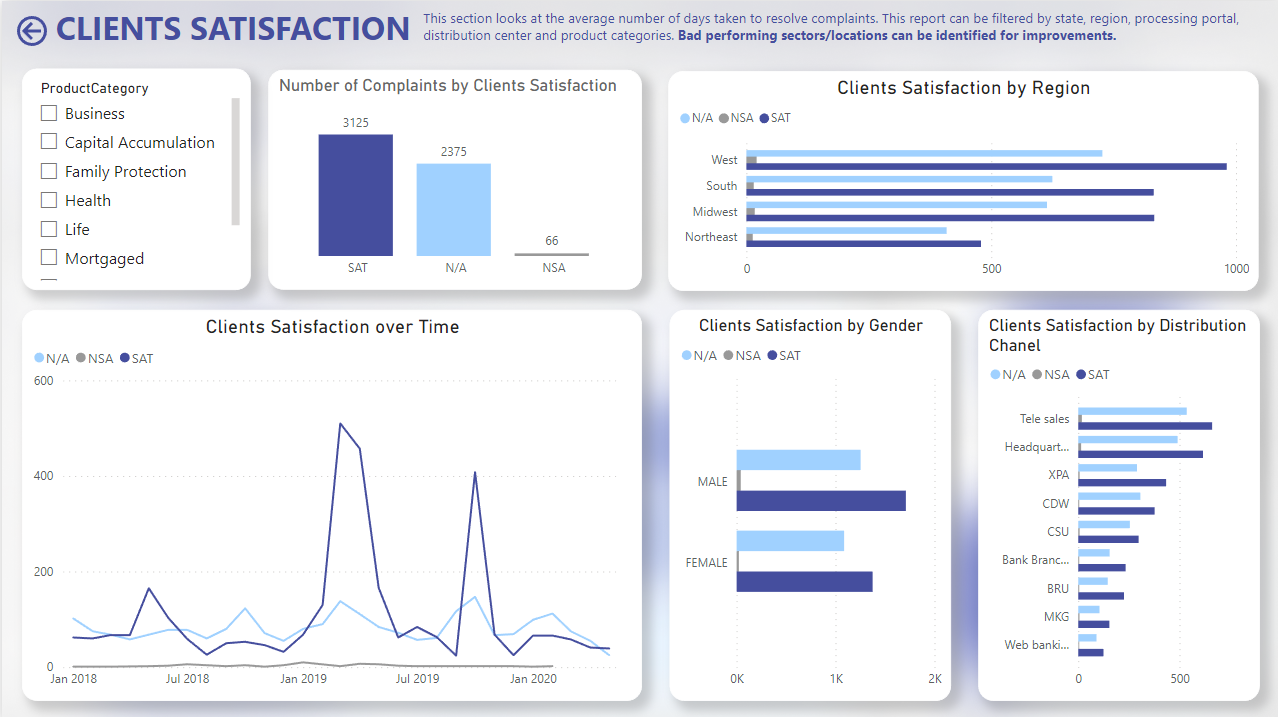 CLIENTS SATISFACTION
This section looks at the average number of days taken to resolve complaints. This report can be filtered by state, region, processing portal,
distribution center and product categories. Bad performing sectors/locations can be identified for improvements.
ProductCategory
Business
Capital Accumulation
Family Protection
Health
Life
Mortgaged
Number of Complaints by Clients Satisfaction
3125
2375
66
SAT
N/A
NSA
Clients Satisfaction by Region
N/A NSA SAT
West
South
Midwest
Northeast
0 500 1000
Clients Satisfaction over Time
N/A NSA SAT
600
400
200
0
Jan 2018 Jul 2018 Jan 2019 Jul 2019 Jan 2020
Clients Satisfaction by Gender
N/A NSA SAT
MALE
FEMALE
0K 1K 2K
Clients Satisfaction by Distribution
Chanel
N/A NSA SAT
Tele sales
Headquart...
XPA
CDW
CSU
Bank Branc...
BRU
MKG
Web banki...
0 500